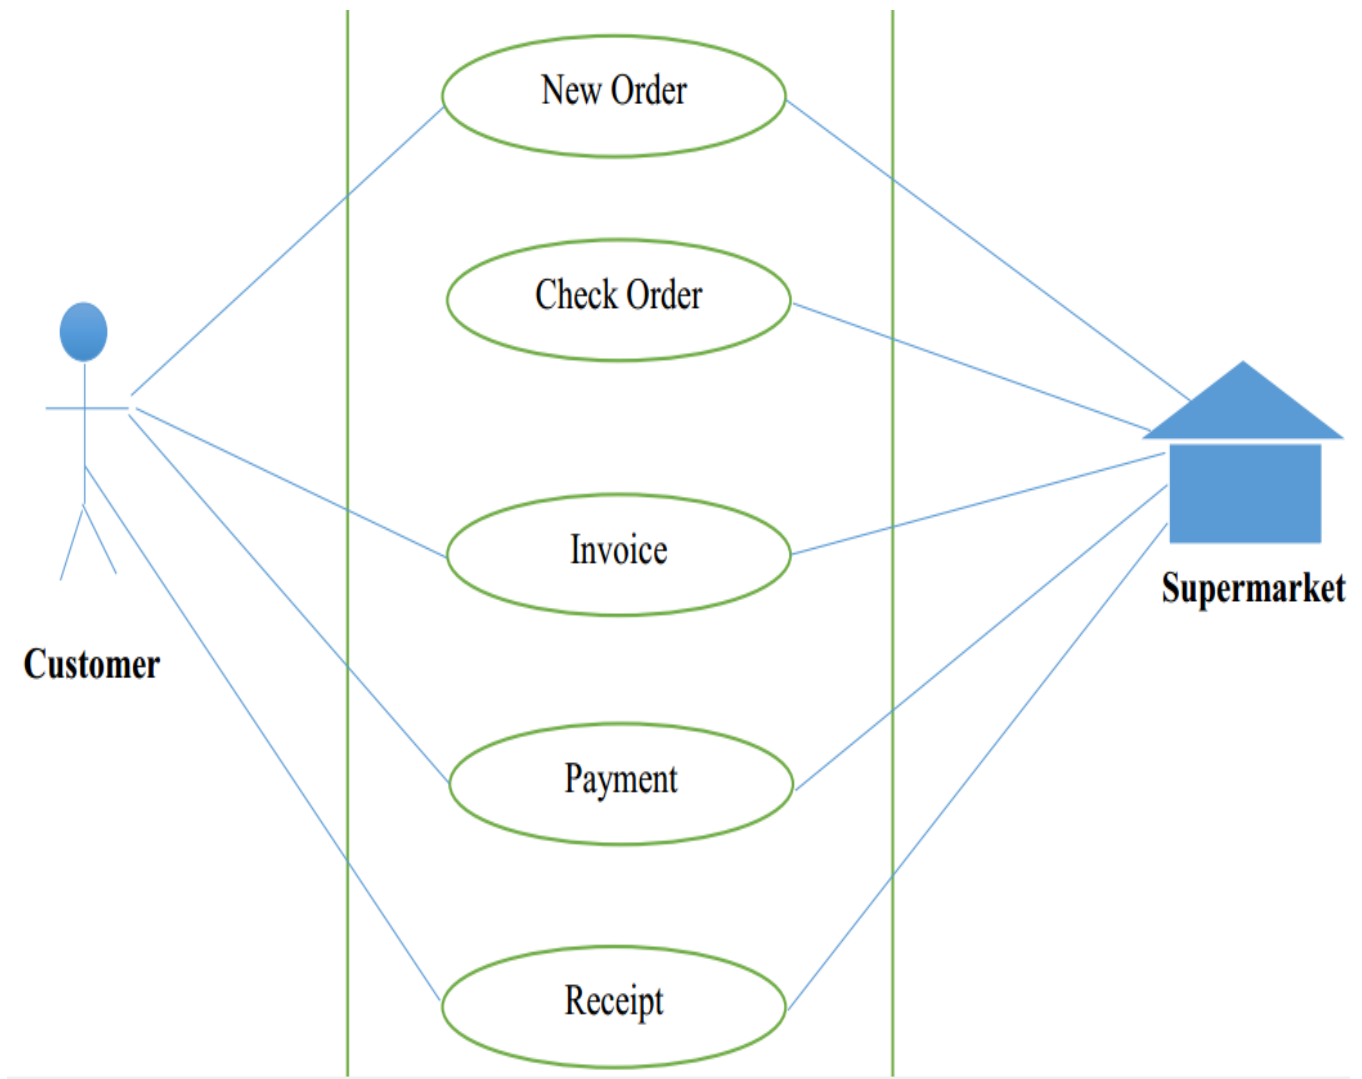 New Order
Check Order
Invoice
Supermarket
Customer
Payment
Receipt